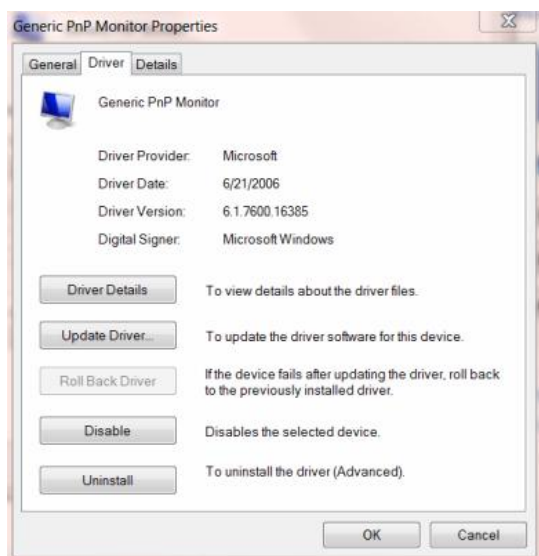 Generic PnP Monitor Properties
General Driver Details
Generic PnP Monitor
Driver Provider: Microsoft
Driver Date: 6/21/2006
Driver Version: 6.1.7600.16385
Digital Signer: Microsoft Windows
Driver Details To view details about the driver files.
Update Driver... To update the driver software for this device.
Roll Back Driver If the device fails after updating the driver, roll back
to the previously installed driver.
Disable Disables the selected device.
Uninstall To uninstall the driver (Advanced).
OK Cancel